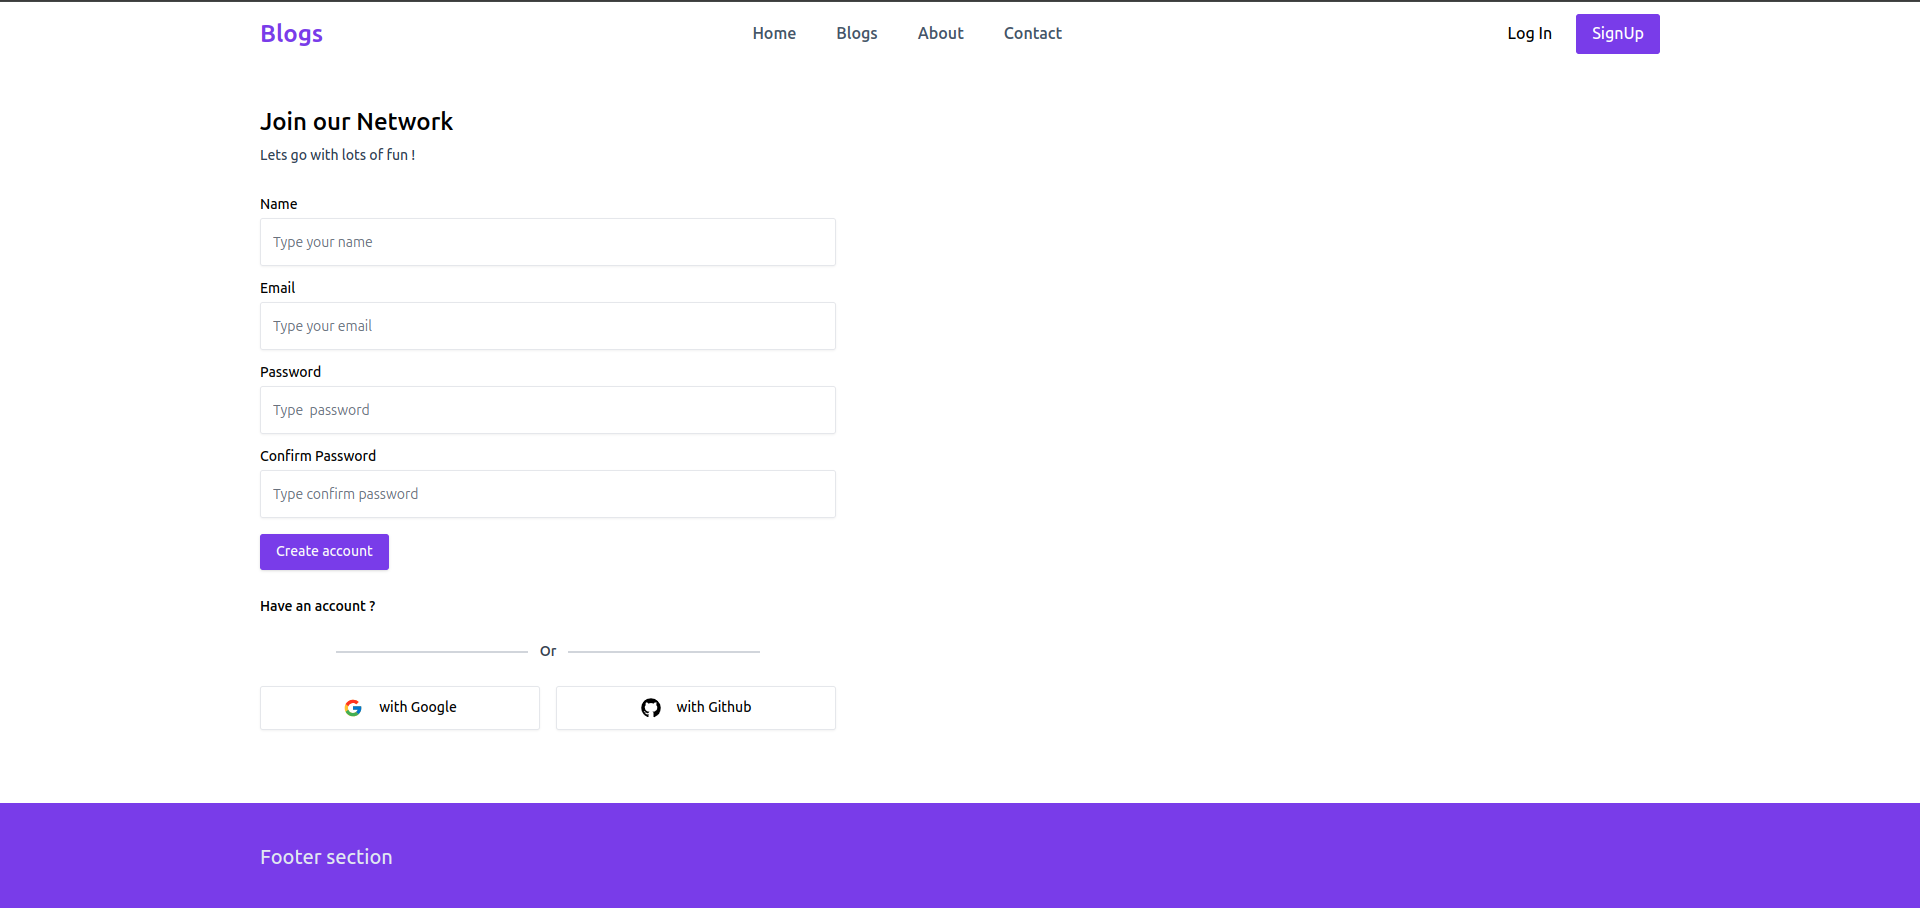 Blogs Home Blogs About Contact Log In SignUp
Join our Network
Lets go with lots of fun !
Name
Type your name
Email
Type your email
Password
Type  password
Confirm Password
Type confirm password
Create account
Have an account ?
Or
with Google with Github
Footer section